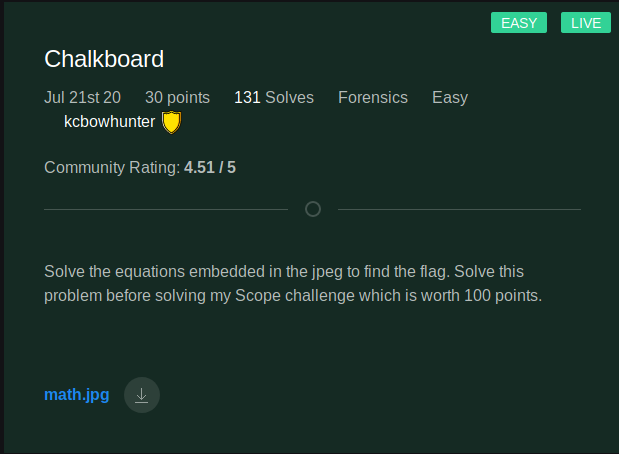 EASY LIVE
Chalkboard
Jul 21st 20 30 points 131 Solves Forensics Easy
kcbowhunter
Community Rating: 4.51 / 5
Solve the equations embedded in the jpeg to find the flag. Solve this
problem before solving my Scope challenge which is worth 100 points.
math.jpg